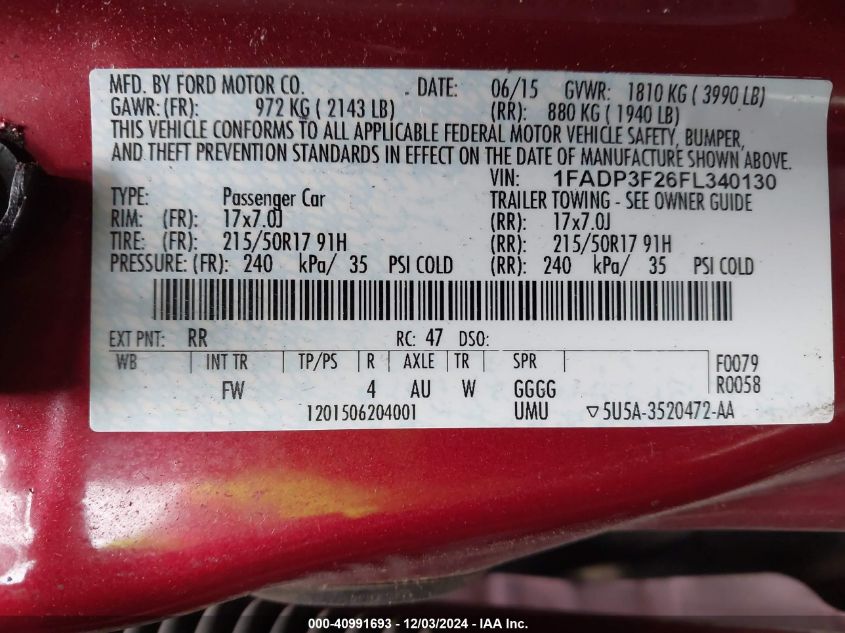 MFD. BY FORD MOTOR CO. DATE: 06/15 GVWR: 1810 KG ( 3990 LB)
GAWR: (FR): 972 KG ( 2143 LB) (RR): 880 KG ( 1940 LB)
THIS VEHICLE CONFORMS TO ALL APPLICABLE FEDERAL MOTOR VEHICLE SAFETY, BUMPER,
AND THEFT PREVENTION STANDARDS IN EFFECT ON THE DATE OF MANUFACTURE SHOWN ABOVE.
VIN: 1FADP3F26FL340130
TYPE: Passenger Car TRAILER TOWING - SEE OWNER GUIDE
RIM: (FR): 17x7.0J (RR): 17x7.0J
TIRE: (FR): 215/50R17 91H (RR): 215/50R17 91H
PRESSURE: (FR): 240 kPa/ 35 PSI COLD (RR): 240 kPa/ 35 PSI COLD
EXT PNT: RR RC: 47 DSO:
WB INT TR TP/PS R AXLE TR SPR F0079
FW 4 AU W GGGG R0058
1201506204001 UMU ▽5U5A-3520472-AA
000-40991693 - 12/03/2024 - IAA Inc.